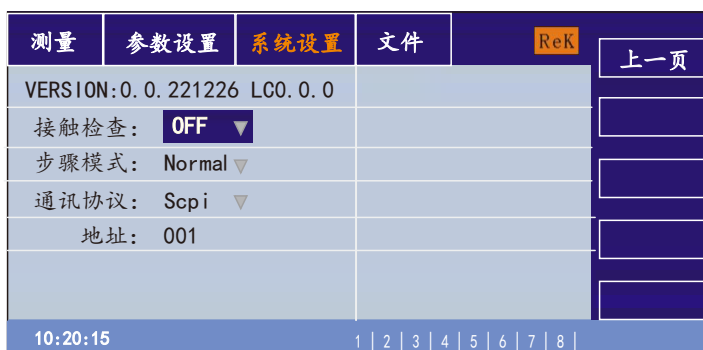 测量 参数设置 系统设置 文件 ReK 上一页
VERSION:0.0.221226 LC0.0.0
接触检查: OFF
步骤模式: Normal
通讯协议: Scpi
地址: 001
10:20:15 1 | 2 | 3 | 4 | 5 | 6 | 7 | 8 |